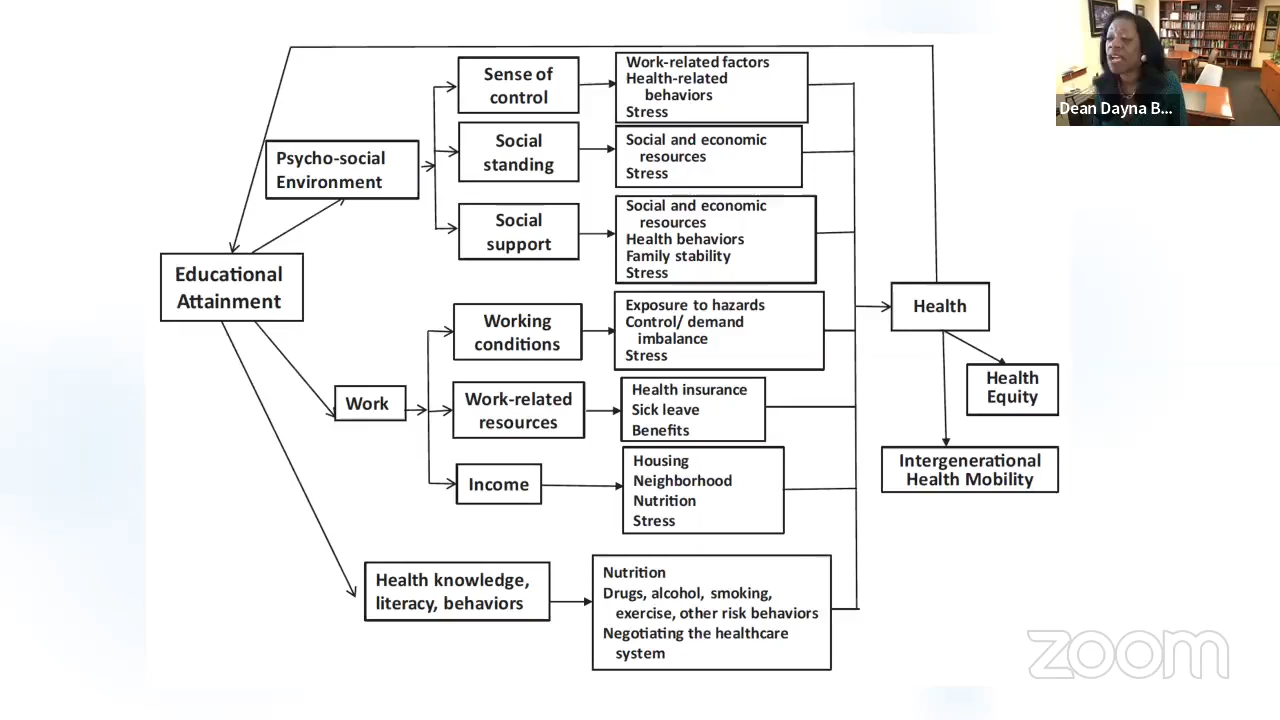 Dean Dayna B...
Sense of
control
Work-related factors
Health-related
behaviors
Stress
Psycho-social
Environment
Social
standing
Social and economic
resources
Stress
Social
support
Social and economic
resources
Health behaviors
Family stability
Stress
Educational
Attainment
Working
conditions
Exposure to hazards
Control/ demand
imbalance
Stress
Health
Work
Work-related
resources
Health insurance
Sick leave
Benefits
Health
Equity
Income
Housing
Neighborhood
Nutrition
Stress
Intergenerational
Health Mobility
Health knowledge,
literacy, behaviors
Nutrition
Drugs, alcohol, smoking,
exercise, other risk behaviors
Negotiating the healthcare
system
zoom